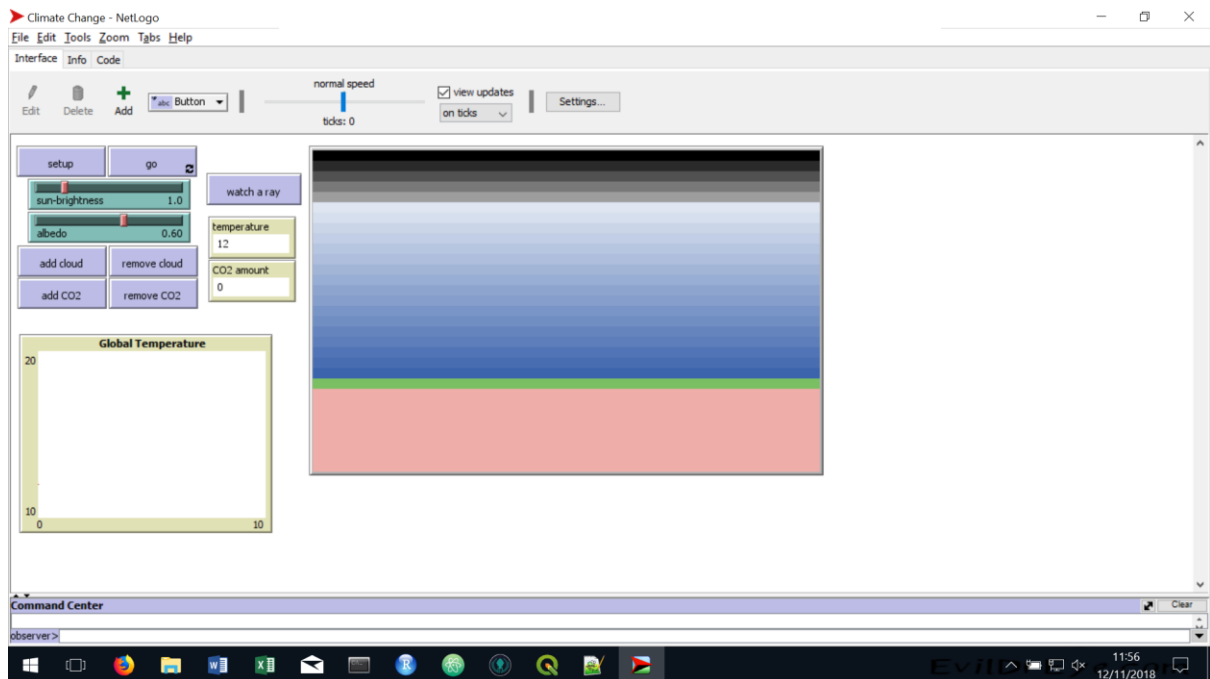 Climate Change - NetLogo
File Edit Tools Zoom Tabs Help
Interface Info Code
normal speed
view updates
Edit Delete Add abc Button
on ticks
Settings...
ticks: 0
setup go
watch a ray
sun-brightness 1.0
albedo 0.60
temperature
12
add cloud remove cloud
CO2 amount
0
add CO2 remove CO2
Global Temperature
20
10
0 10
Command Center
Clear
observer>
11:56
12/11/2018